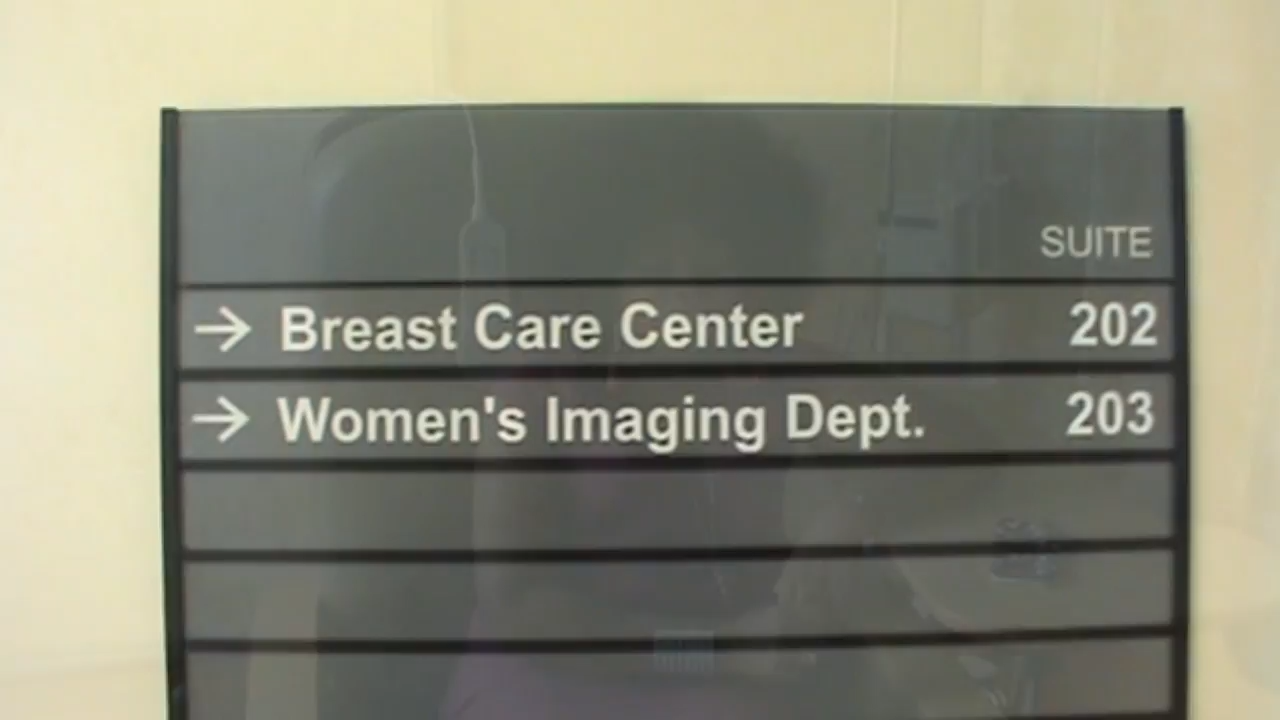 SUITE
→ Breast Care Center 202
→ Women's Imaging Dept. 203